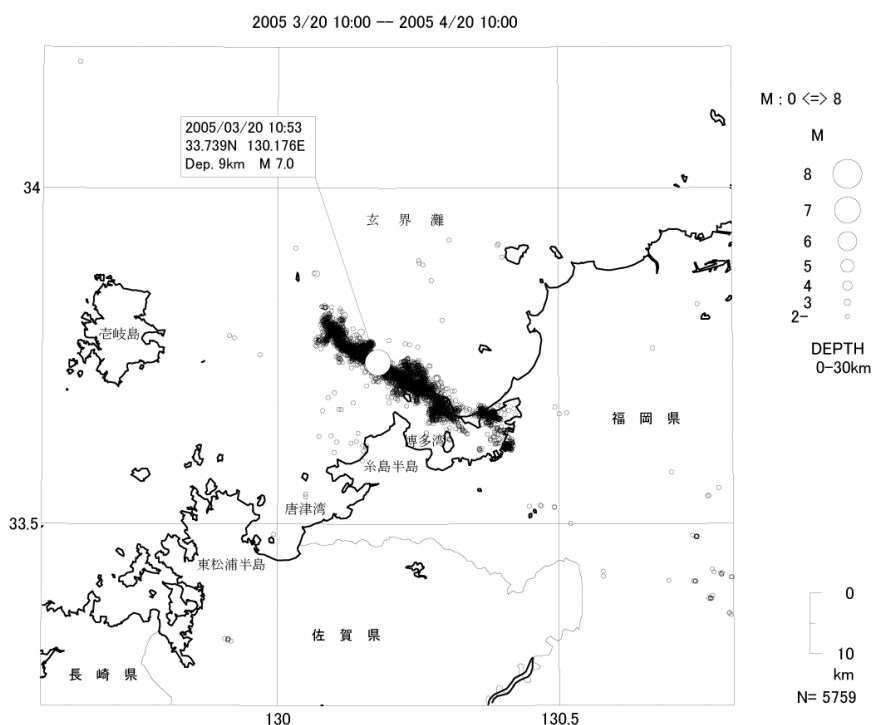 2005 3/20 10:00 -- 2005 4/20 10:00
M : 0 <=> 8
2005/03/20 10:53
33.739N 130.176E
Dep. 9km M 7.0
M
8
7
6
5
4
3
2-
DEPTH
0-30km
34
玄 界 灘
壱岐島
福 岡 県
博多湾
糸島半島
唐津湾
33.5
東松浦半島
佐 賀 県
長 崎 県
0
10
km
N= 5759
130
130.5